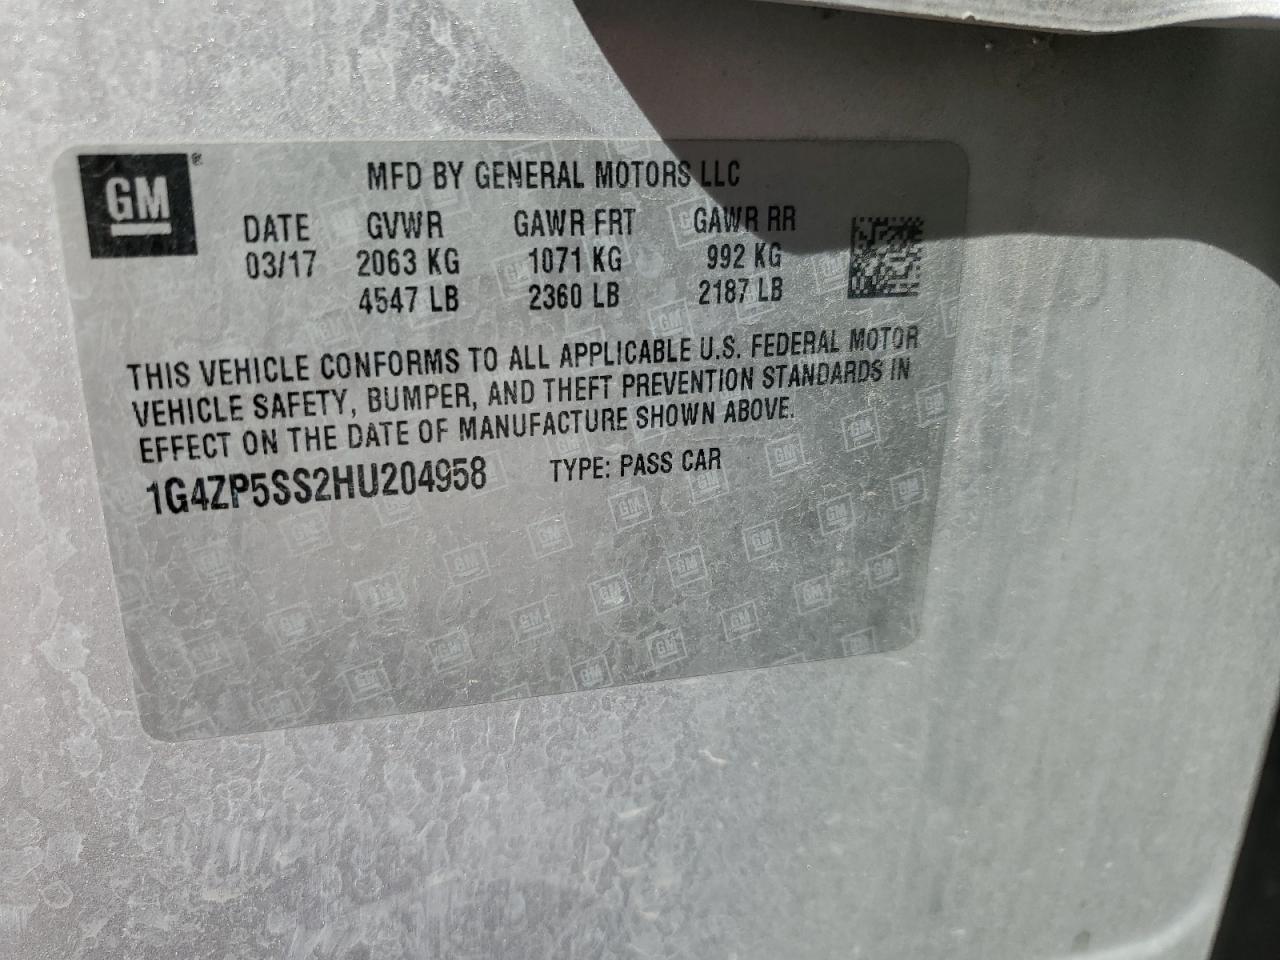 GM®
MFD BY GENERAL MOTORS LLC
DATE GVWR GAWR FRT GAWR RR
03/17 2063 KG 1071 KG 992 KG
4547 LB 2360 LB 2187 LB
THIS VEHICLE CONFORMS TO ALL APPLICABLE U.S. FEDERAL MOTOR
VEHICLE SAFETY, BUMPER, AND THEFT PREVENTION STANDARDS IN
EFFECT ON THE DATE OF MANUFACTURE SHOWN ABOVE.
1G4ZP5SS2HU204958 TYPE: PASS CAR